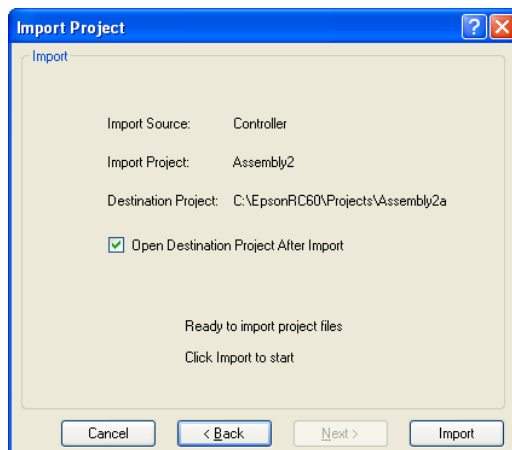 Import Project
Import
Import Source: Controller
Import Project: Assembly2
Destination Project: C:\EpsonRC60\Projects\Assembly2a
Open Destination Project After Import
Ready to import project files
Click Import to start
Cancel < Back Next > Import